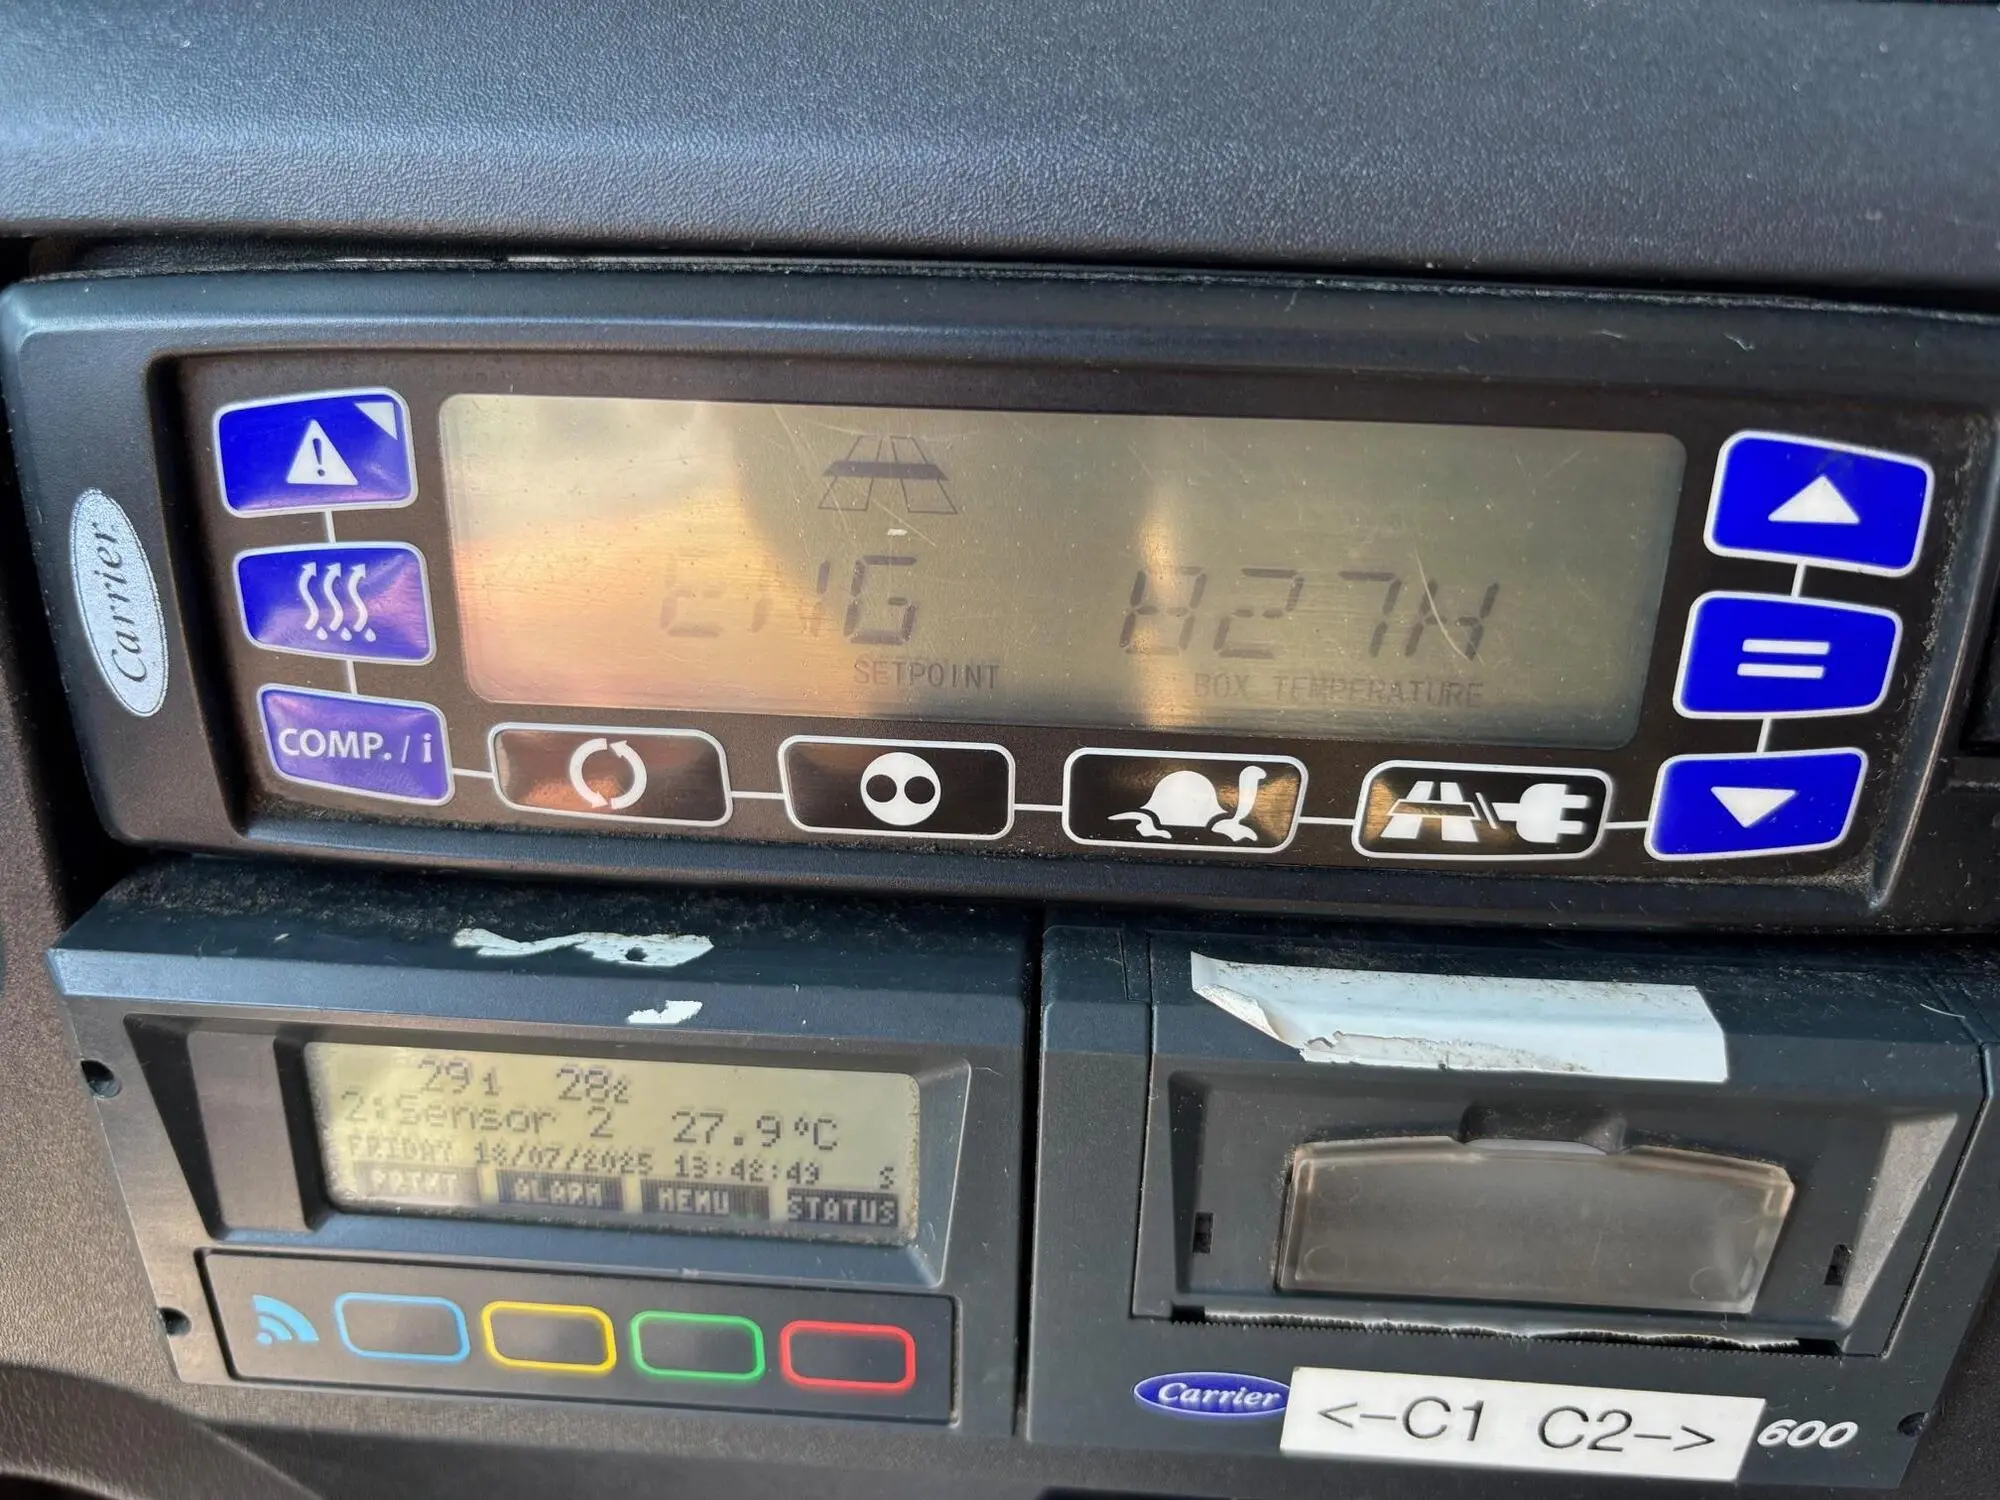 Carrier
ENG 827H
SETPOINT BOX TEMPERATURE
COMP. / i
29 28
2:Sensor 2 27.9°C
FRIDAY 18/07/2025 13:42:49 S
PRINT ALARM MENU STATUS
Carrier
<-C1 C2->
600